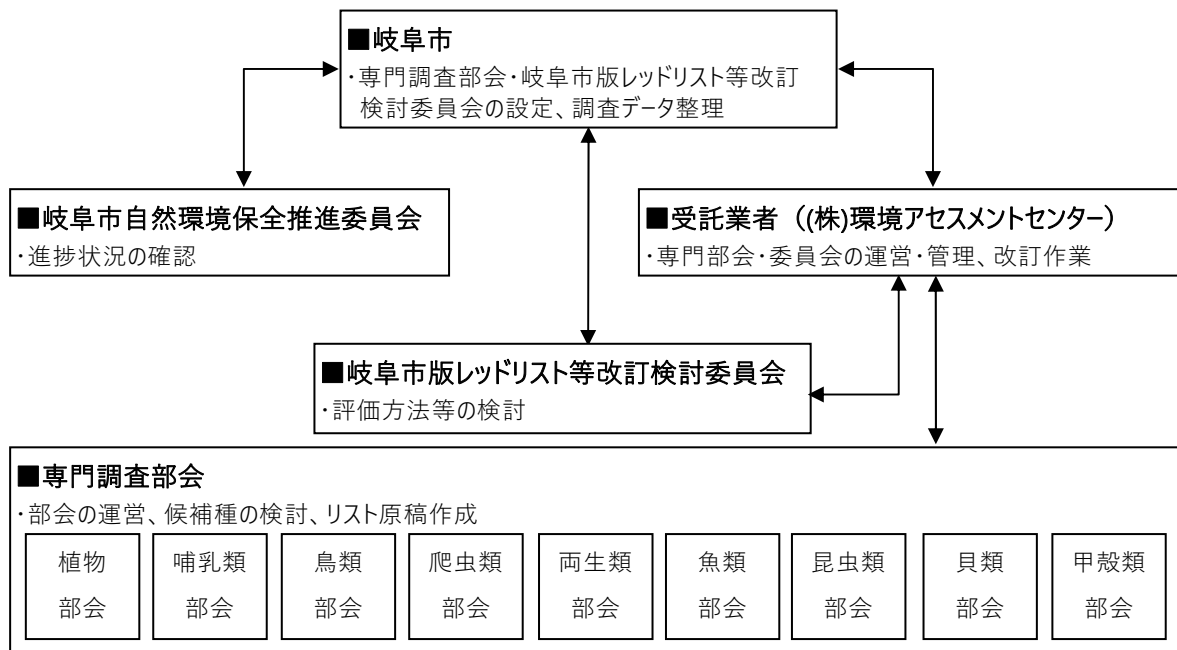 ■岐阜市
・専門調査部会・岐阜市版レッドリスト等改訂
検討委員会の設定、調査データ整理
■岐阜市自然環境保全推進委員会
・進捗状況の確認
■受託業者（(株)環境アセスメントセンター）
・専門部会・委員会の運営・管理、改訂作業
■岐阜市版レッドリスト等改訂検討委員会
・評価方法等の検討
■専門調査部会
・部会の運営、候補種の検討、リスト原稿作成
植物
部会
哺乳類
部会
鳥類
部会
爬虫類
部会
両生類
部会
魚類
部会
昆虫類
部会
貝類
部会
甲殻類
部会